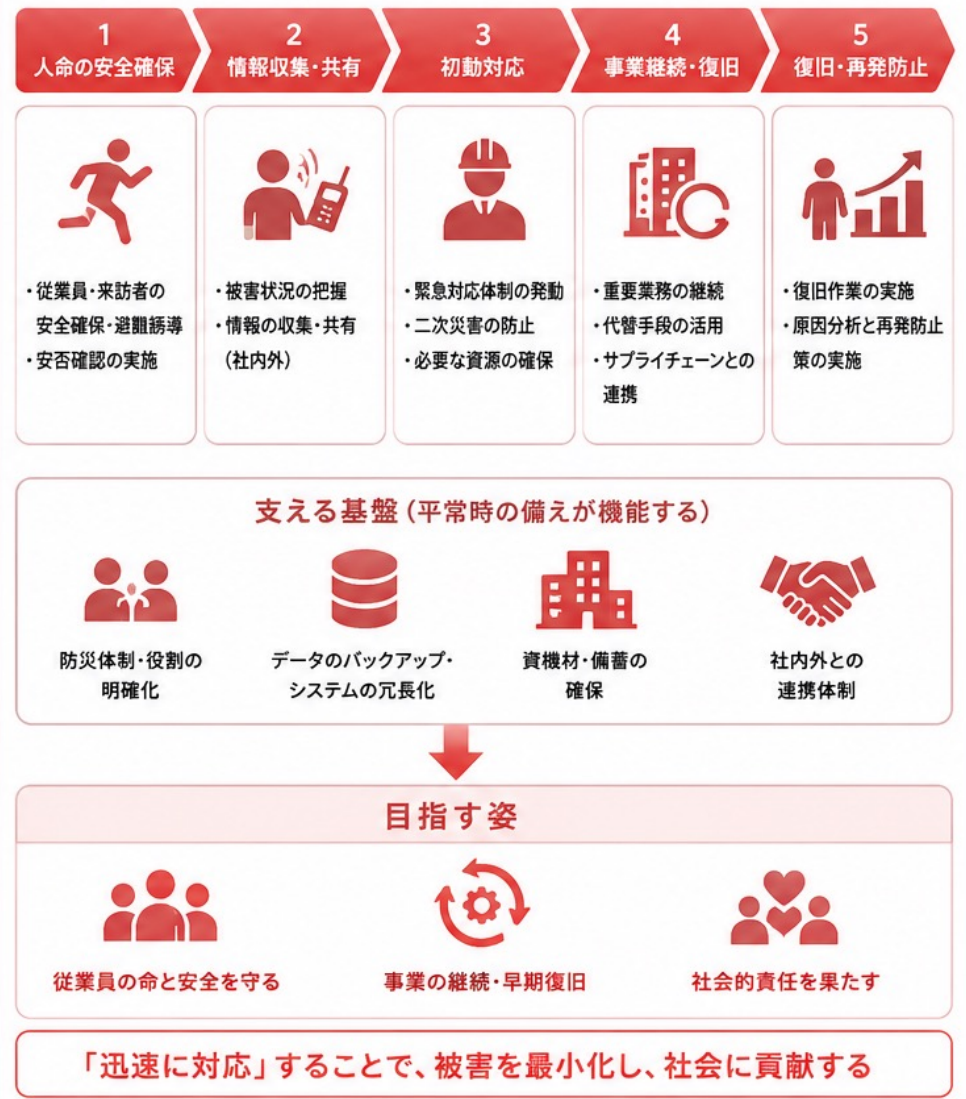 1
人命の安全確保
2
情報収集・共有
3
初動対応
4
事業継続・復旧
5
復旧・再発防止
・従業員・来訪者の
安全確保・避難誘導
・安否確認の実施
・被害状況の把握
・情報の収集・共有
（社内外）
・緊急対応体制の発動
・二次災害の防止
・必要な資源の確保
・重要業務の継続
・代替手段の活用
・サプライチェーンとの
連携
・復旧作業の実施
・原因分析と再発防止
策の実施
支える基盤（平常時の備えが機能する）
防災体制・役割の
明確化
データのバックアップ・
システムの冗長化
資機材・備蓄の
確保
社内外との
連携体制
目指す姿
従業員の命と安全を守る
事業の継続・早期復旧
社会的責任を果たす
「迅速に対応」することで、被害を最小化し、社会に貢献する